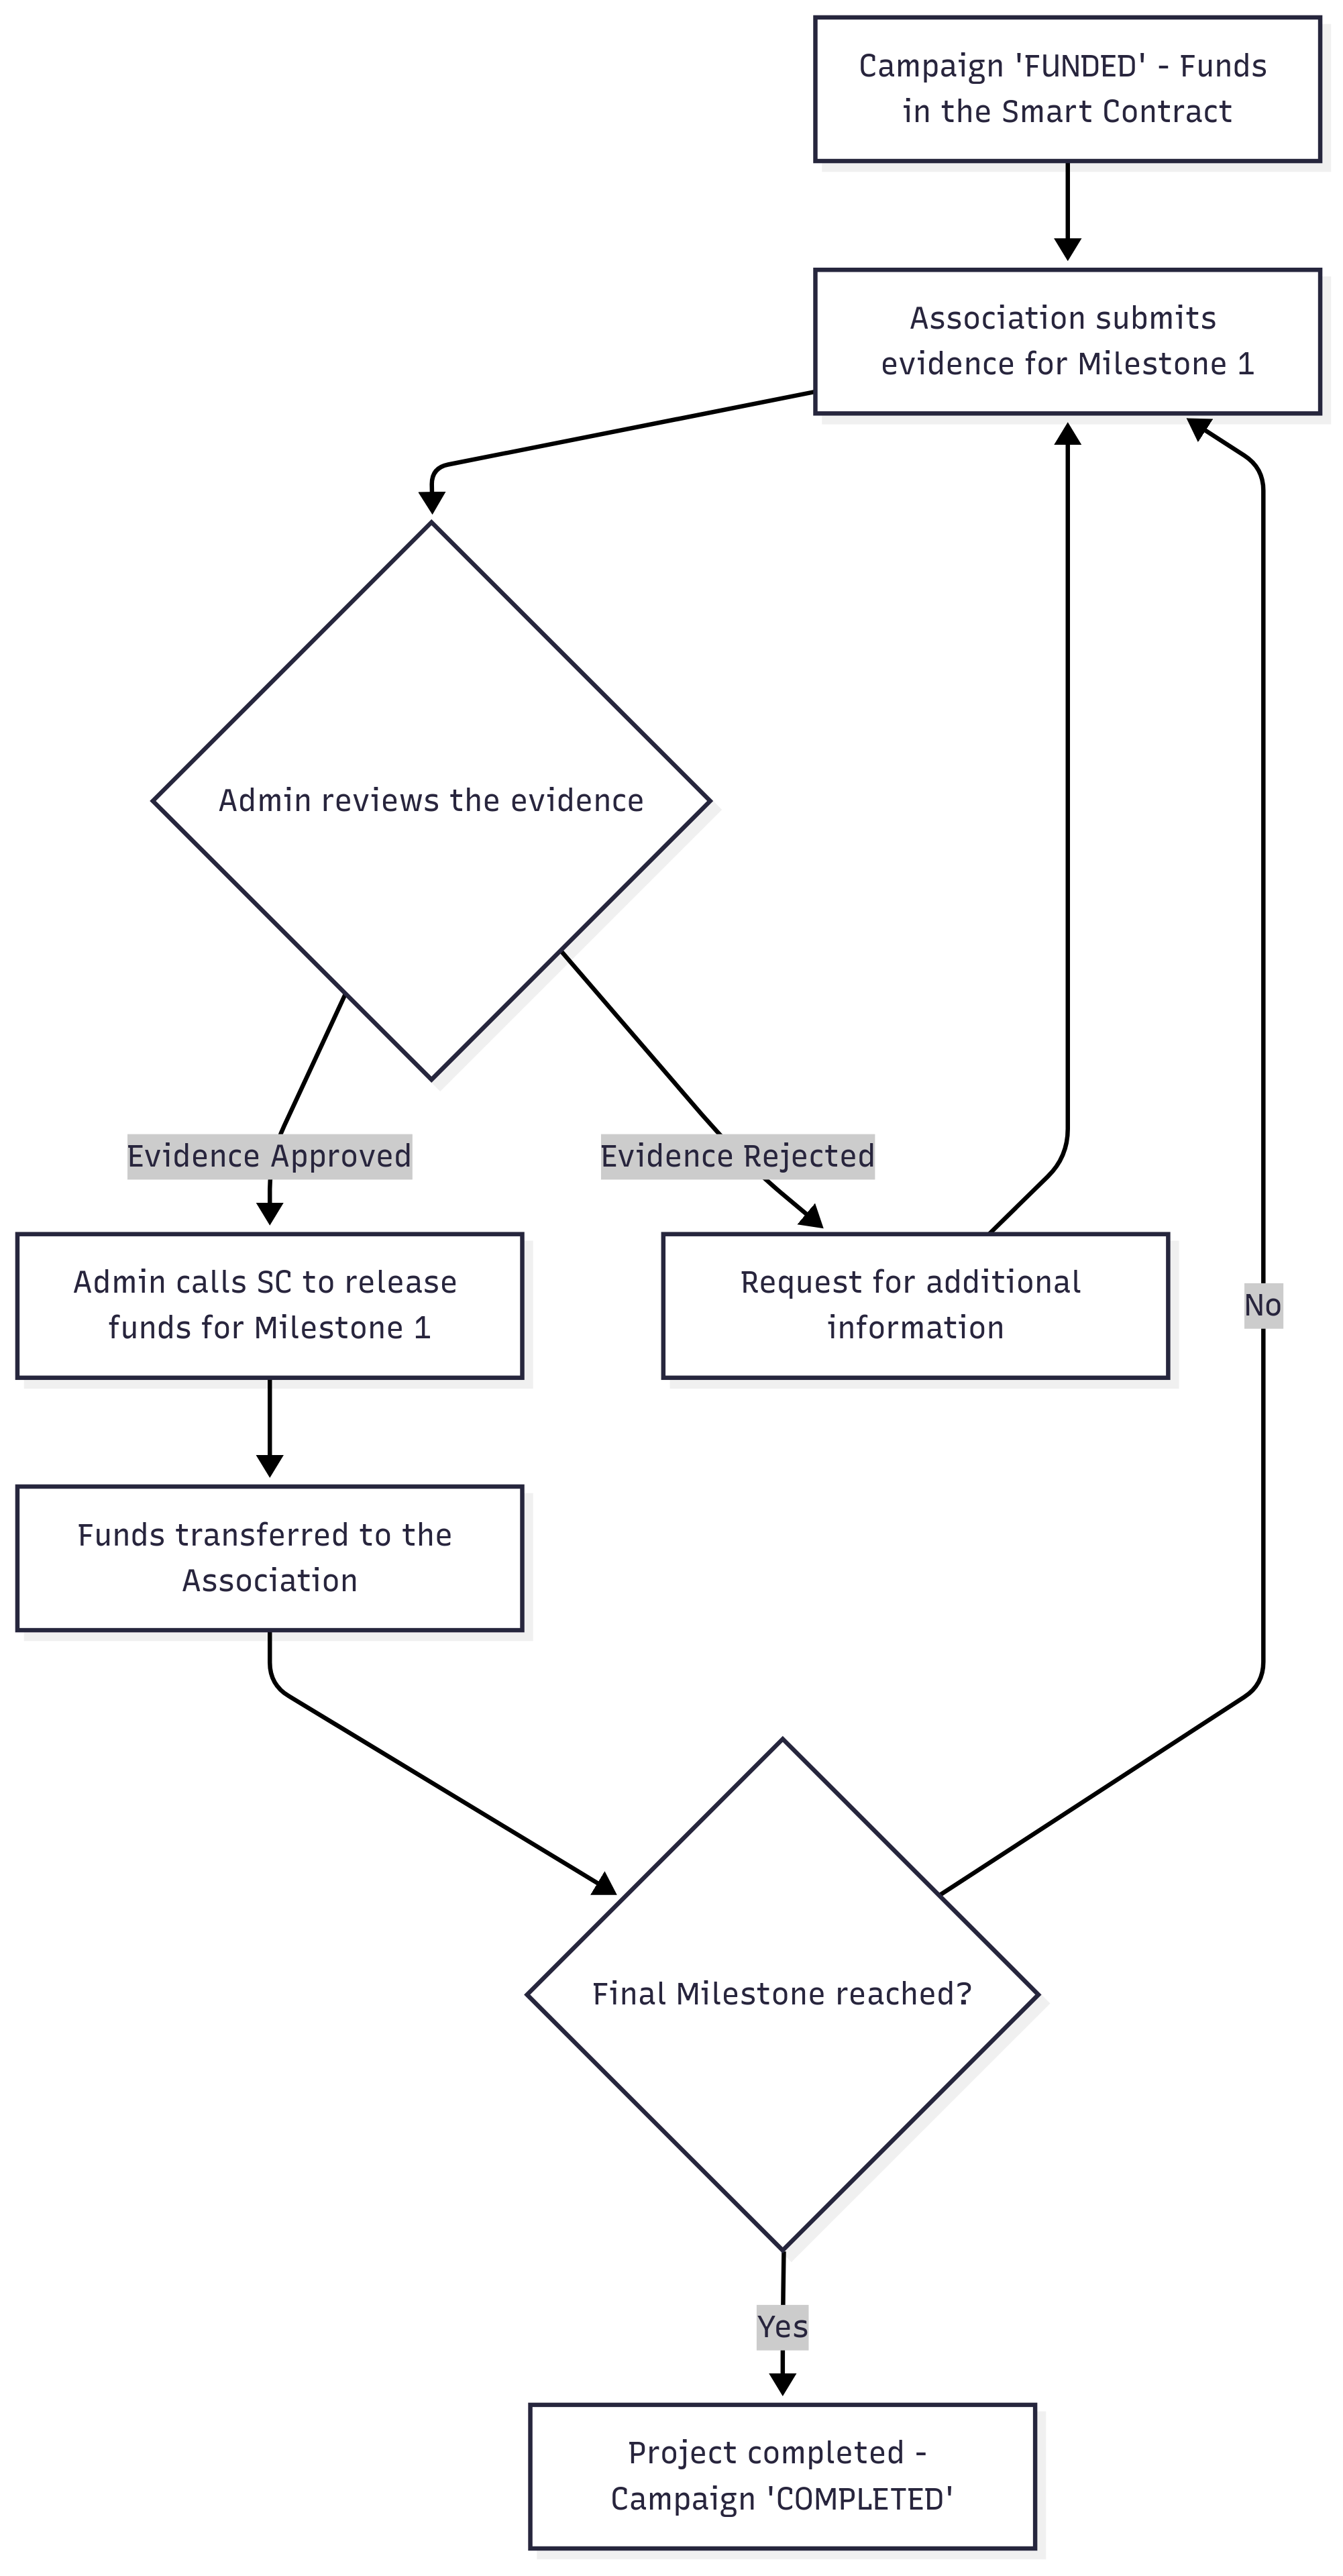 Campaign 'FUNDED' - Funds
in the Smart Contract
Association submits
evidence for Milestone 1
Admin reviews the evidence
Evidence Approved
Evidence Rejected
Admin calls SC to release
funds for Milestone 1
Request for additional
information
No
Funds transferred to the
Association
Final Milestone reached?
Yes
Project completed -
Campaign 'COMPLETED'